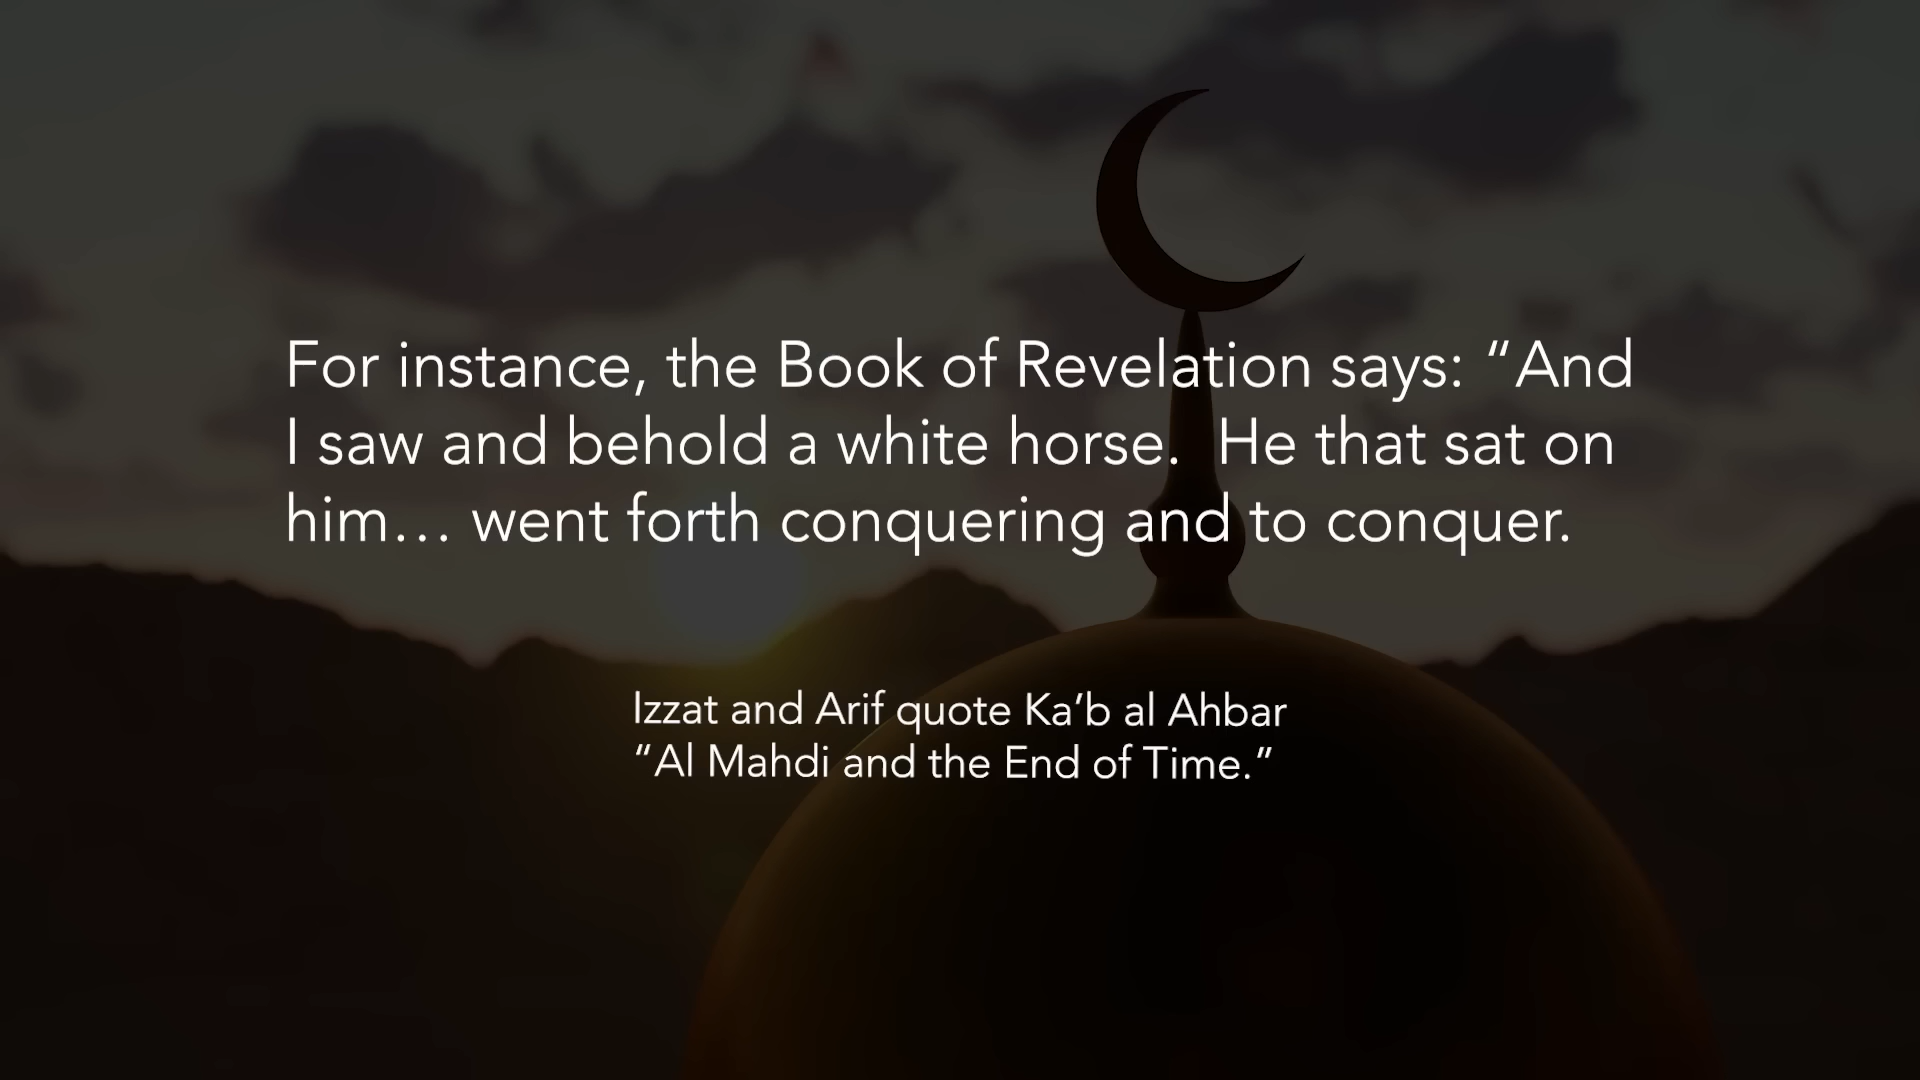 For instance, the Book of Revelation says: “And
I saw and behold a white horse.  He that sat on
him… went forth conquering and to conquer.
Izzat and Arif quote Ka’b al Ahbar
“Al Mahdi and the End of Time.”